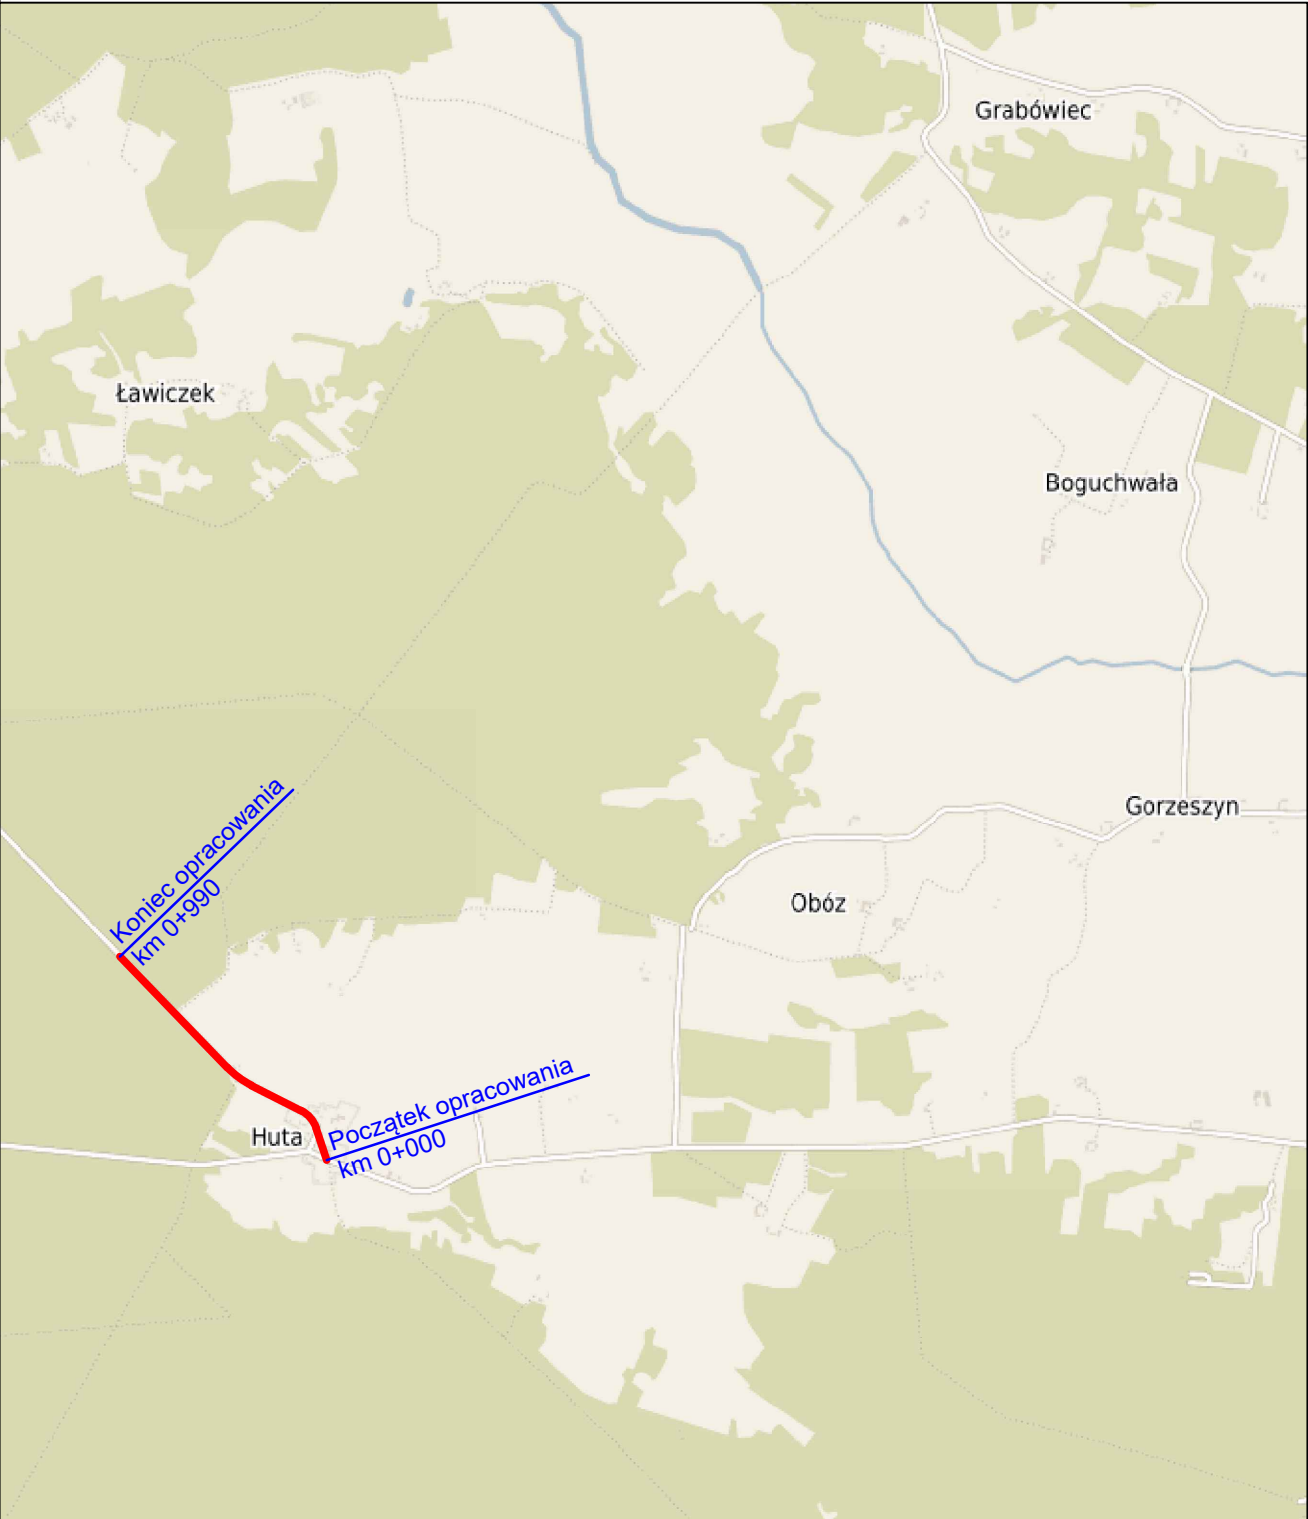 Grabówiec
Ławiczek
Boguchwała
Koniec opracowania
km 0+990
Gorzeszyn
Obóz
Początek opracowania
km 0+000
Huta